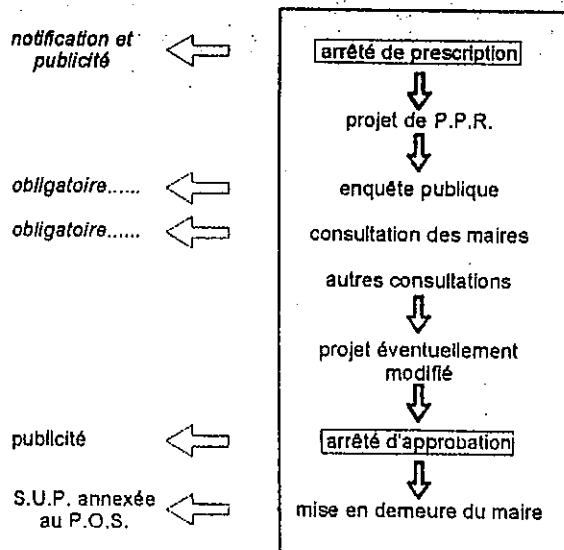 notification et
publicité
arrêté de prescription
projet de P.P.R.
obligatoire......
enquête publique
obligatoire......
consultation des maires
autres consultations
projet éventuellement
modifié
publicité
arrêté d'approbation
S.U.P. annexée
au P.O.S.
mise en demeure du maire